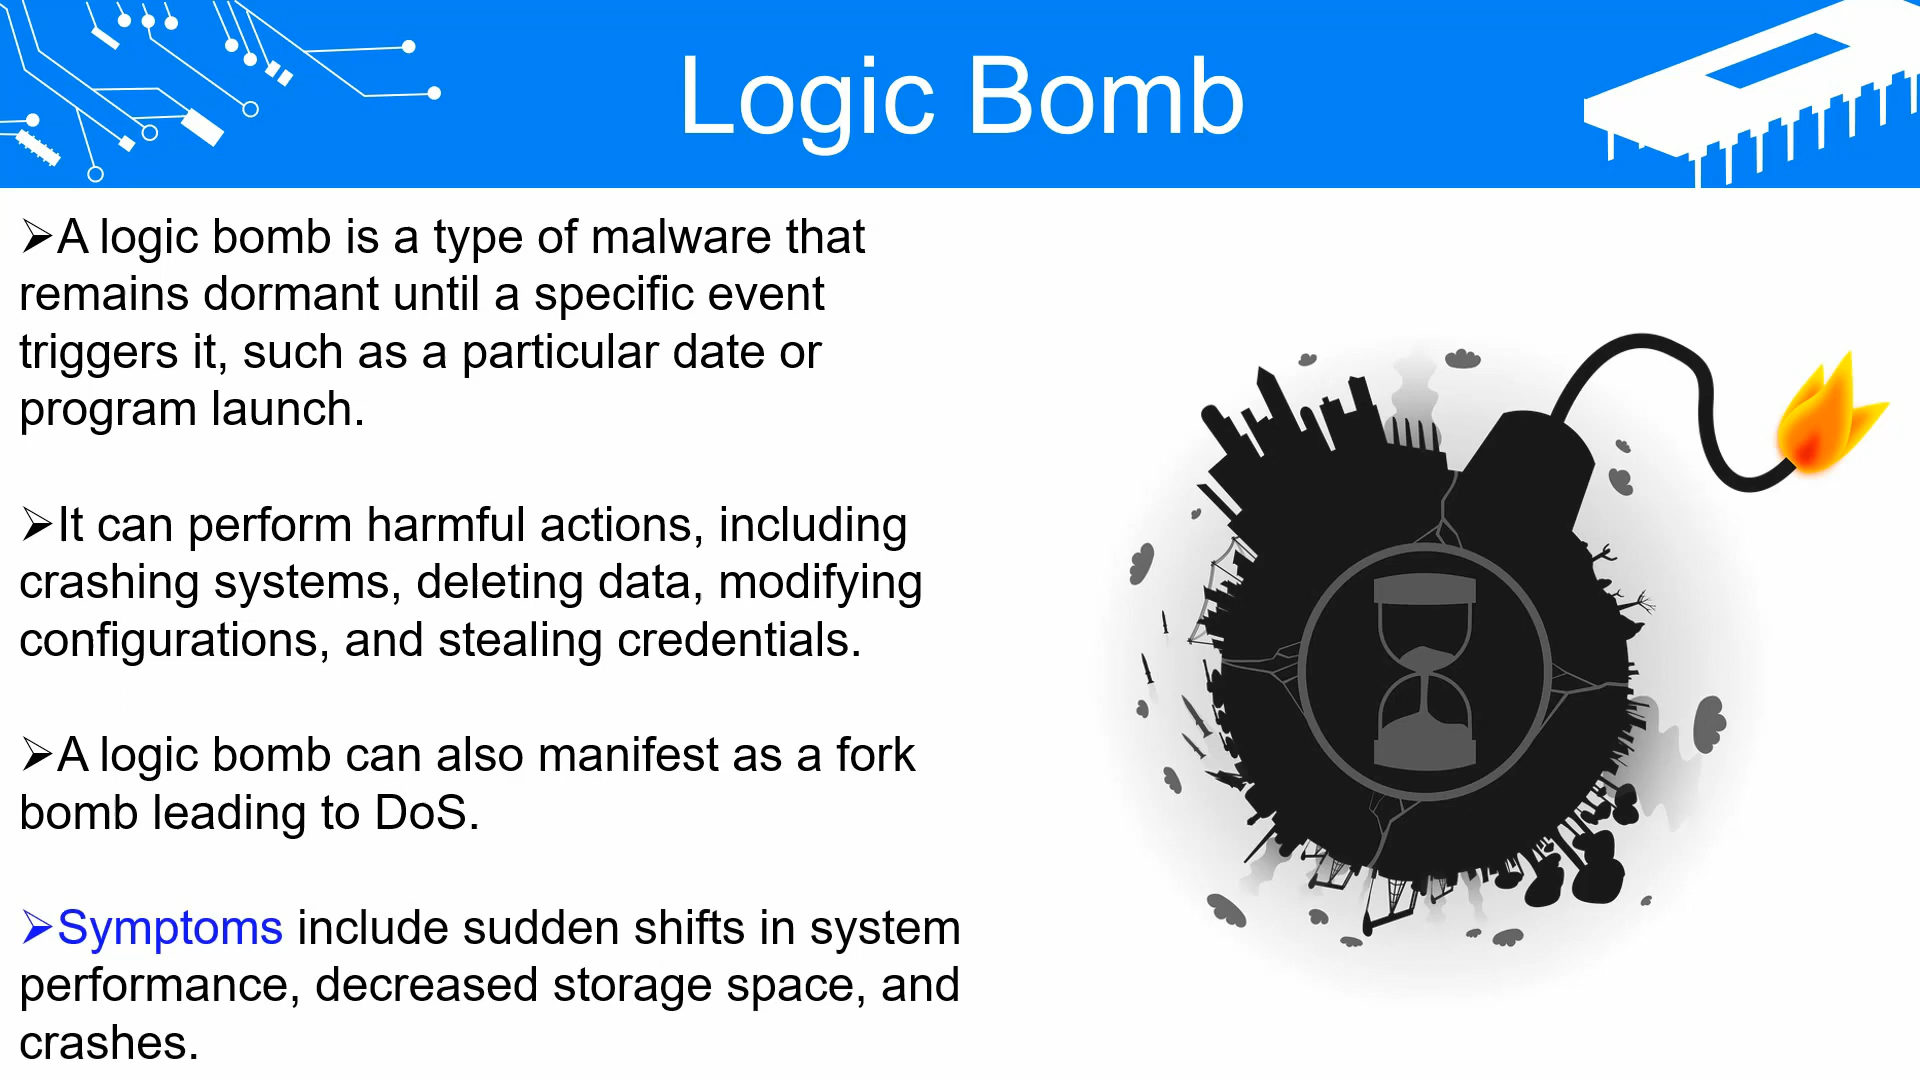 Logic Bomb
➢A logic bomb is a type of malware that
remains dormant until a specific event
triggers it, such as a particular date or
program launch.
➢It can perform harmful actions, including
crashing systems, deleting data, modifying
configurations, and stealing credentials.
➢A logic bomb can also manifest as a fork
bomb leading to DoS.
➢Symptoms include sudden shifts in system
performance, decreased storage space, and
crashes.